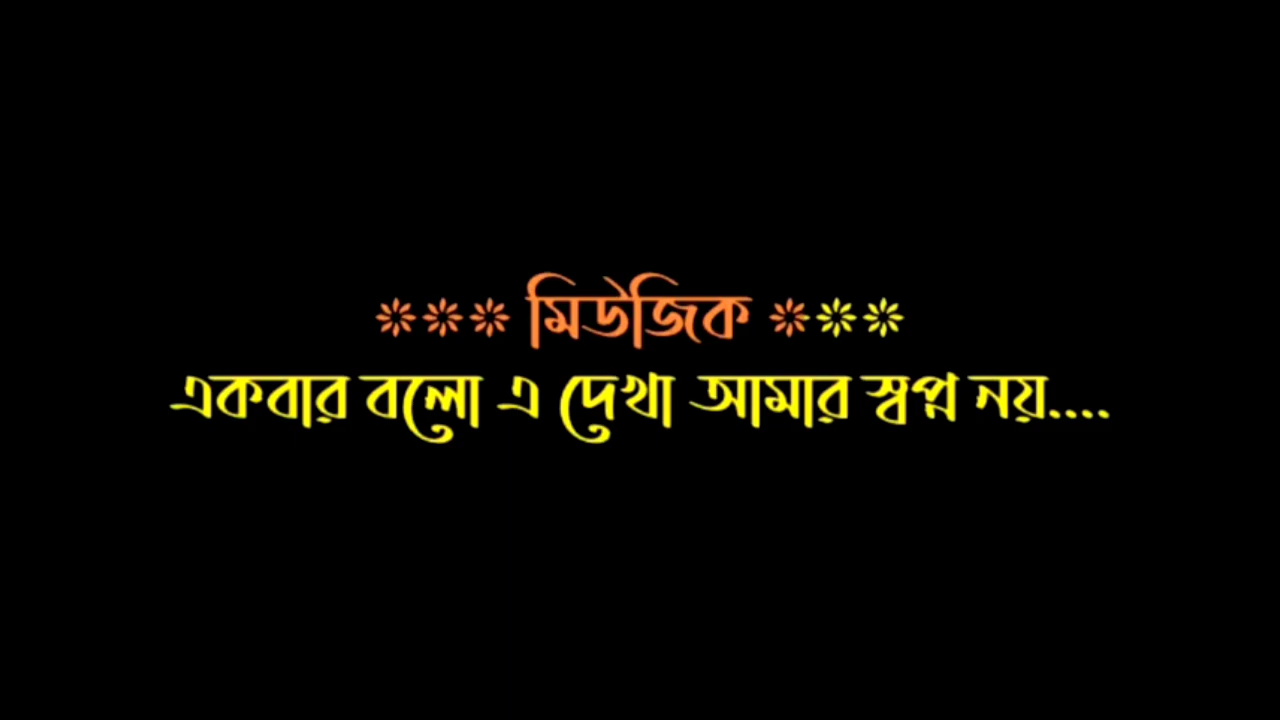 *** মিউজিক ***
একবার বলো এ দেখা আমার স্বপ্ন নয়....